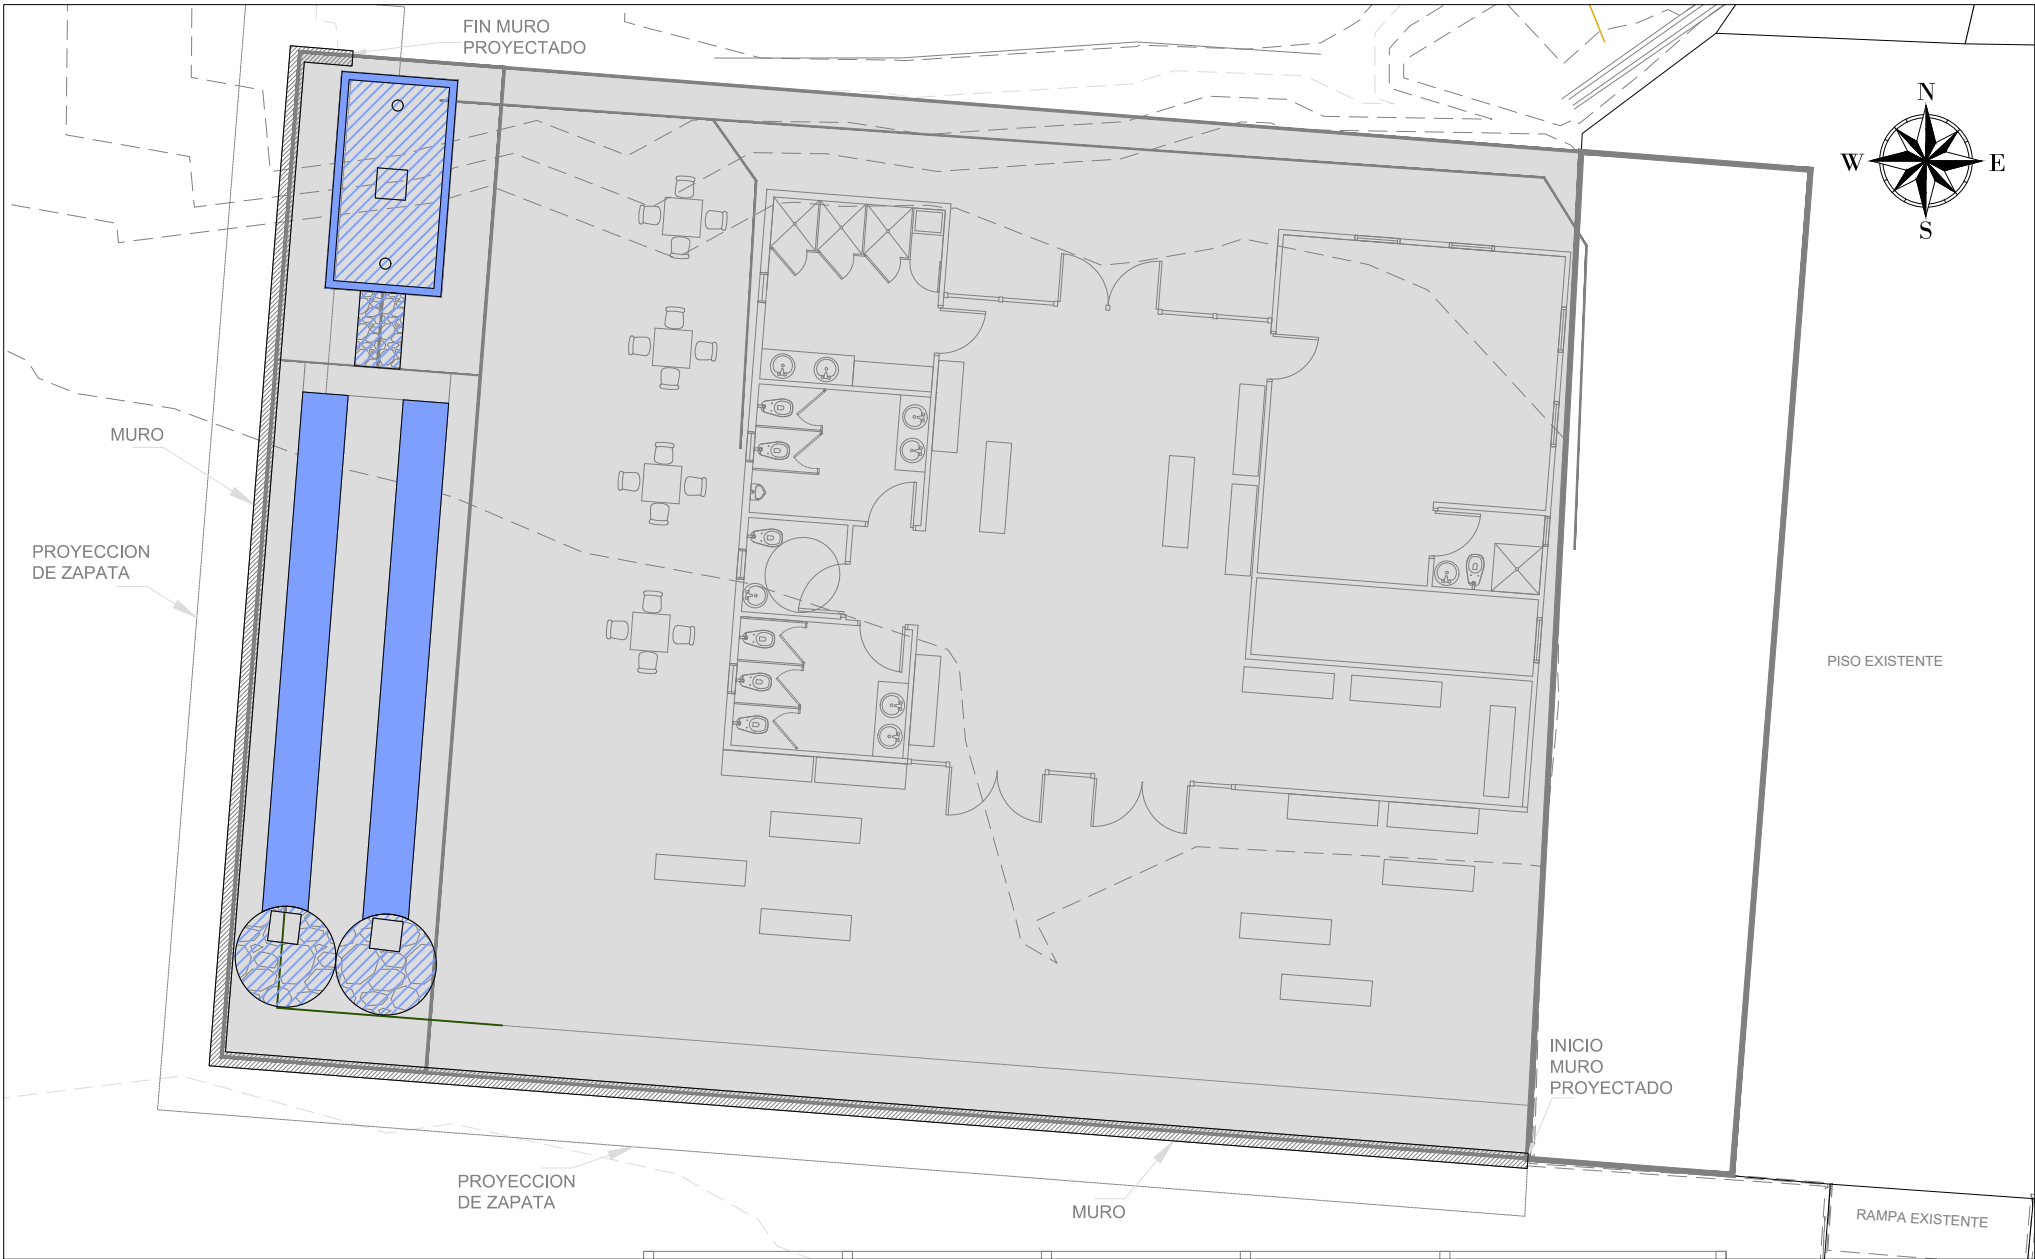 FIN MURO
PROYECTADO
N
W
E
S
MURO
PROYECCION
DE ZAPATA
PISO EXISTENTE
INICIO
MURO
PROYECTADO
PROYECCION
DE ZAPATA
MURO
RAMPA EXISTENTE